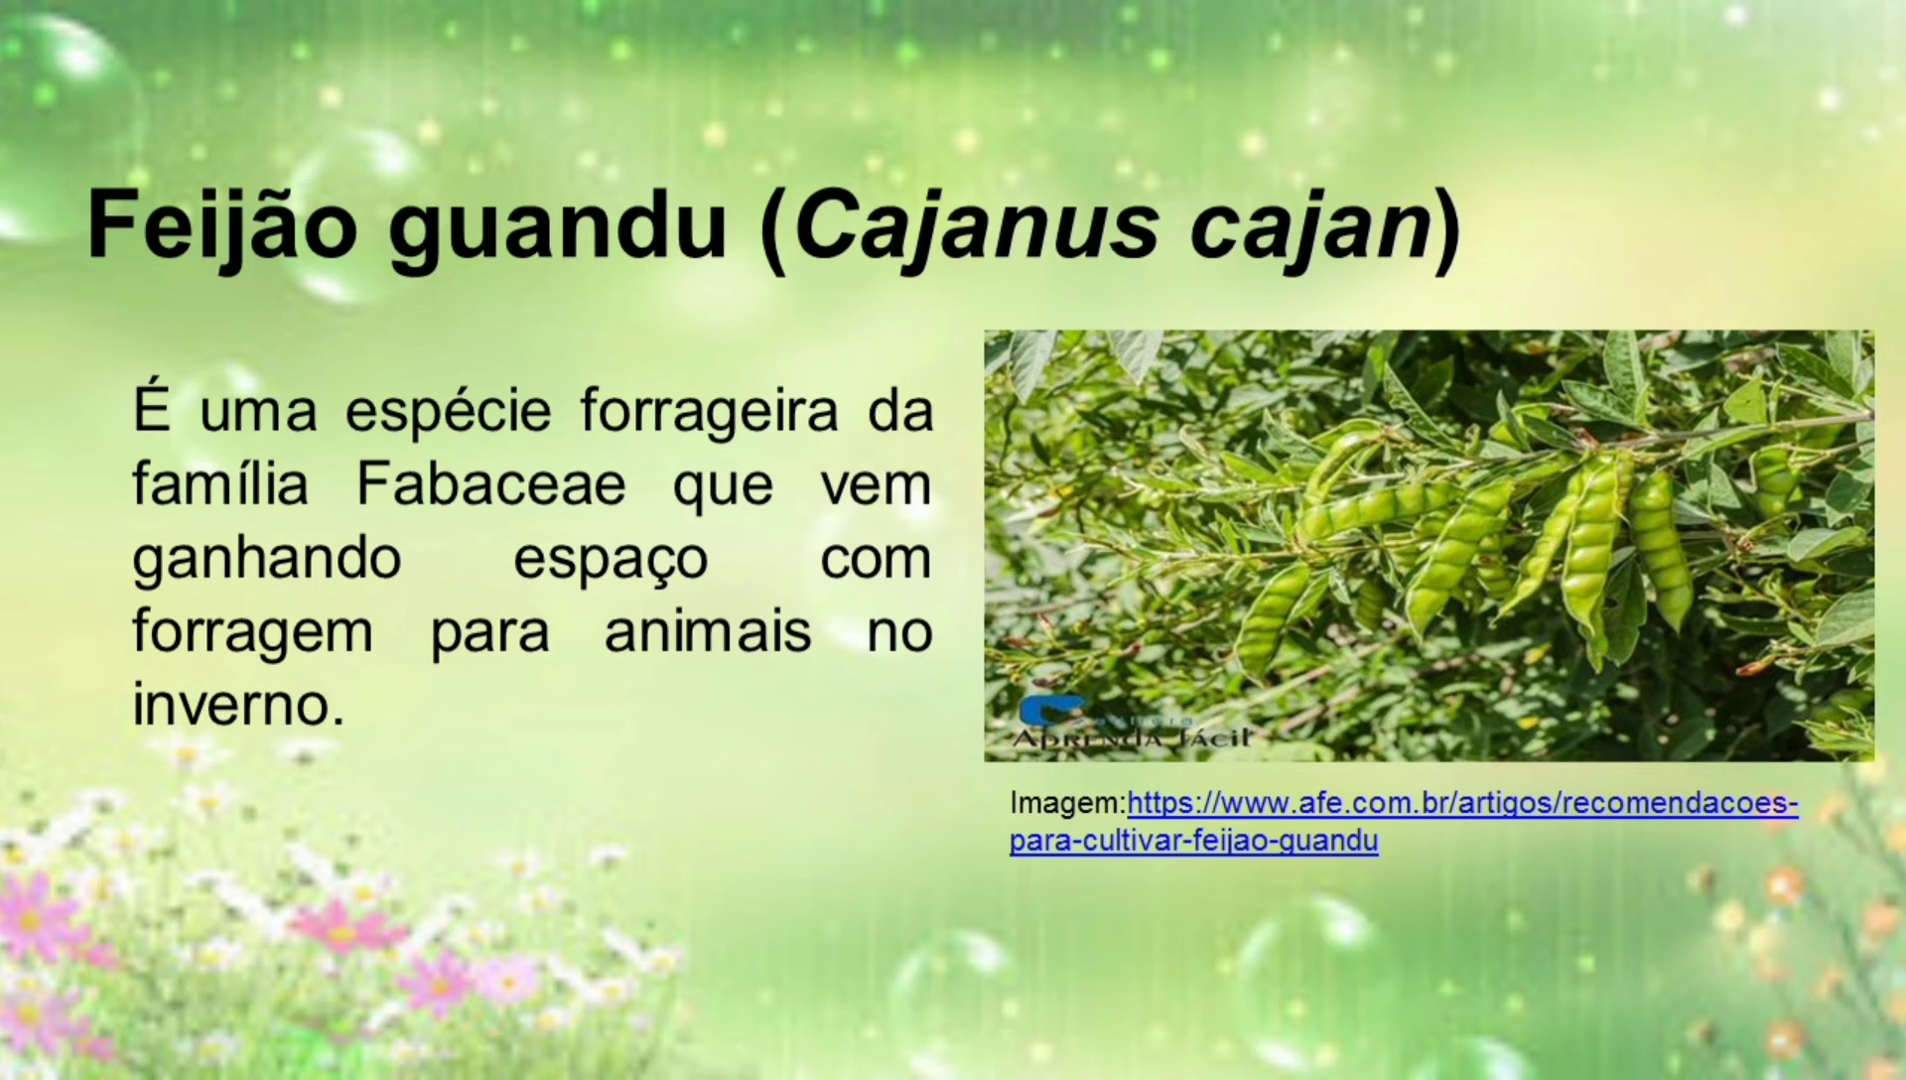 Feijão guandu (Cajanus cajan)
É uma espécie forrageira da
família Fabaceae que vem
ganhando espaço com
forragem para animais no
inverno.
APRENDA FÁCIL
Imagem:https://www.afe.com.br/artigos/recomendacoes-
para-cultivar-feijao-guandu